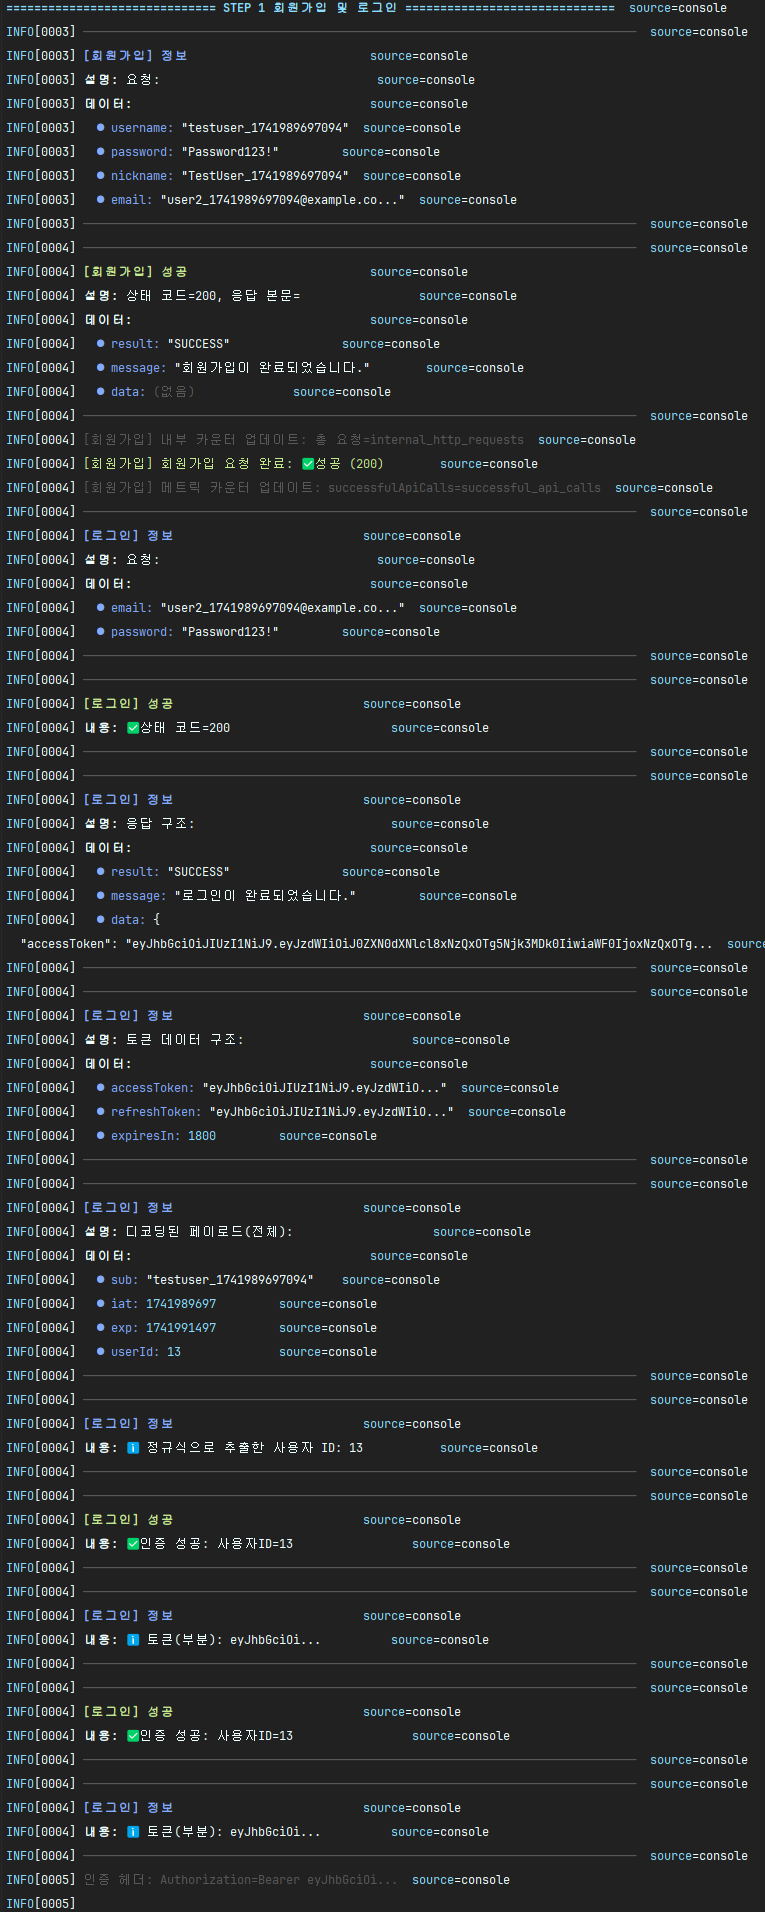 ============================== STEP 1 회원가입 및 로그인 ============================== source=console
INFO[0003] ─────────────────────────────────────────────────────────────────────────────── source=console
INFO[0003] [회원가입] 정보 source=console
INFO[0003] 설명: 요청: source=console
INFO[0003] 데이터: source=console
INFO[0003] ● username: "testuser_1741989697094" source=console
INFO[0003] ● password: "Password123!" source=console
INFO[0003] ● nickname: "TestUser_1741989697094" source=console
INFO[0003] ● email: "user2_1741989697094@example.co..." source=console
INFO[0003] ─────────────────────────────────────────────────────────────────────────────── source=console
INFO[0004] ─────────────────────────────────────────────────────────────────────────────── source=console
INFO[0004] [회원가입] 성공 source=console
INFO[0004] 설명: 상태 코드=200, 응답 본문= source=console
INFO[0004] 데이터: source=console
INFO[0004] ● result: "SUCCESS" source=console
INFO[0004] ● message: "회원가입이 완료되었습니다." source=console
INFO[0004] ● data: (없음) source=console
INFO[0004] ─────────────────────────────────────────────────────────────────────────────── source=console
INFO[0004] [회원가입] 내부 카운터 업데이트: 총 요청=internal_http_requests source=console
INFO[0004] [회원가입] 회원가입 요청 완료: ✅성공 (200) source=console
INFO[0004] [회원가입] 메트릭 카운터 업데이트: successfulApiCalls=successful_api_calls source=console
INFO[0004] ─────────────────────────────────────────────────────────────────────────────── source=console
INFO[0004] [로그인] 정보 source=console
INFO[0004] 설명: 요청: source=console
INFO[0004] 데이터: source=console
INFO[0004] ● email: "user2_1741989697094@example.co..." source=console
INFO[0004] ● password: "Password123!" source=console
INFO[0004] ─────────────────────────────────────────────────────────────────────────────── source=console
INFO[0004] ─────────────────────────────────────────────────────────────────────────────── source=console
INFO[0004] [로그인] 성공 source=console
INFO[0004] 내용: ✅상태 코드=200 source=console
INFO[0004] ─────────────────────────────────────────────────────────────────────────────── source=console
INFO[0004] ─────────────────────────────────────────────────────────────────────────────── source=console
INFO[0004] [로그인] 정보 source=console
INFO[0004] 설명: 응답 구조: source=console
INFO[0004] 데이터: source=console
INFO[0004] ● result: "SUCCESS" source=console
INFO[0004] ● message: "로그인이 완료되었습니다." source=console
INFO[0004] ● data: {
"accessToken": "eyJhbGciOiJIUzI1NiJ9.eyJzdWIiOiJ0ZXN0dXNlcl8xNzQxOTg5Njk3MDk0IiwiaWF0IjoxNzQxOTg... sourc
INFO[0004] ─────────────────────────────────────────────────────────────────────────────── source=console
INFO[0004] ─────────────────────────────────────────────────────────────────────────────── source=console
INFO[0004] [로그인] 정보 source=console
INFO[0004] 설명: 토큰 데이터 구조: source=console
INFO[0004] 데이터: source=console
INFO[0004] ● accessToken: "eyJhbGciOiJIUzI1NiJ9.eyJzdWIiO..." source=console
INFO[0004] ● refreshToken: "eyJhbGciOiJIUzI1NiJ9.eyJzdWIiO..." source=console
INFO[0004] ● expiresIn: 1800 source=console
INFO[0004] ─────────────────────────────────────────────────────────────────────────────── source=console
INFO[0004] ─────────────────────────────────────────────────────────────────────────────── source=console
INFO[0004] [로그인] 정보 source=console
INFO[0004] 설명: 디코딩된 페이로드(전체): source=console
INFO[0004] 데이터: source=console
INFO[0004] ● sub: "testuser_1741989697094" source=console
INFO[0004] ● iat: 1741989697 source=console
INFO[0004] ● exp: 1741991497 source=console
INFO[0004] ● userId: 13 source=console
INFO[0004] ─────────────────────────────────────────────────────────────────────────────── source=console
INFO[0004] ─────────────────────────────────────────────────────────────────────────────── source=console
INFO[0004] [로그인] 정보 source=console
INFO[0004] 내용: ℹ️ 정규식으로 추출한 사용자 ID: 13 source=console
INFO[0004] ─────────────────────────────────────────────────────────────────────────────── source=console
INFO[0004] ─────────────────────────────────────────────────────────────────────────────── source=console
INFO[0004] [로그인] 성공 source=console
INFO[0004] 내용: ✅인증 성공: 사용자ID=13 source=console
INFO[0004] ─────────────────────────────────────────────────────────────────────────────── source=console
INFO[0004] ─────────────────────────────────────────────────────────────────────────────── source=console
INFO[0004] [로그인] 정보 source=console
INFO[0004] 내용: ℹ️ 토큰(부분): eyJhbGciOi... source=console
INFO[0004] ─────────────────────────────────────────────────────────────────────────────── source=console
INFO[0004] ─────────────────────────────────────────────────────────────────────────────── source=console
INFO[0004] [로그인] 성공 source=console
INFO[0004] 내용: ✅인증 성공: 사용자ID=13 source=console
INFO[0004] ─────────────────────────────────────────────────────────────────────────────── source=console
INFO[0004] ─────────────────────────────────────────────────────────────────────────────── source=console
INFO[0004] [로그인] 정보 source=console
INFO[0004] 내용: ℹ️ 토큰(부분): eyJhbGciOi... source=console
INFO[0004] ─────────────────────────────────────────────────────────────────────────────── source=console
INFO[0005] 인증 헤더: Authorization=Bearer eyJhbGciOi... source=console
INFO[0005]